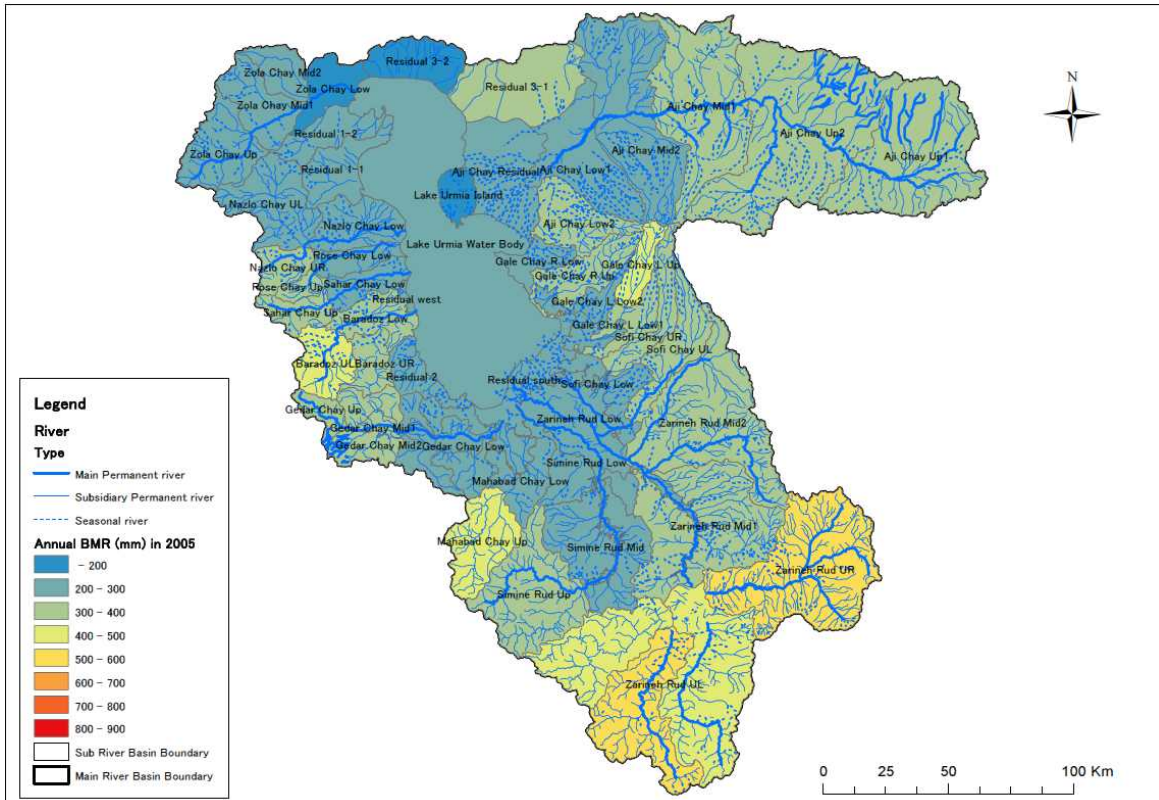 Residual 3-2
Zola Chay Mid2
Zola Chay Low
Residual 3-1
Zola Chay Mid1
Residual 1-2
Zola Chay Up
Residual 1-1
Nazlo Chay UL
N
Aji Chay Mid1
Aji Chay Up2
Aji Chay Mid2
Aji Chay Up1
Aji Chay Residual
Aji Chay Low1
Lake Urmia Island
Aji Chay Low2
Nazlo Chay Low
Lake Urmia Water Body
Rose Chay Low
Nazlo Chay UR
Gale Chay R Low
Gale Chay L Up
Gale Chay R Up
Rose Chay Up
Sahar Chay Low
Residual west
Gale Chay L Low2
Sahar Chay Up
Baradoz Low
Gale Chay L Low1
Sofi Chay UR
Sofi Chay UL
Baradoz UL
Baradoz UR
Residual 2
Residual south
Sofi Chay Low
Gedar Chay Up
Zarineh Rud Low
Zarineh Rud Mid2
Gedar Chay Mid1
Gedar Chay Mid2
Gedar Chay Low
Simine Rud Low
Mahabad Chay Low
Zarineh Rud Mid1
Mahabad Chay Up
Simine Rud Mid
Zarineh Rud UR
Simine Rud Up
Zarineh Rud UL
Legend
River
Type
Main Permanent river
Subsidiary Permanent river
Seasonal river
Annual BMR (mm) in 2005
- 200
200 - 300
300 - 400
400 - 500
500 - 600
600 - 700
700 - 800
800 - 900
Sub River Basin Boundary
Main River Basin Boundary
0 25 50 100 Km